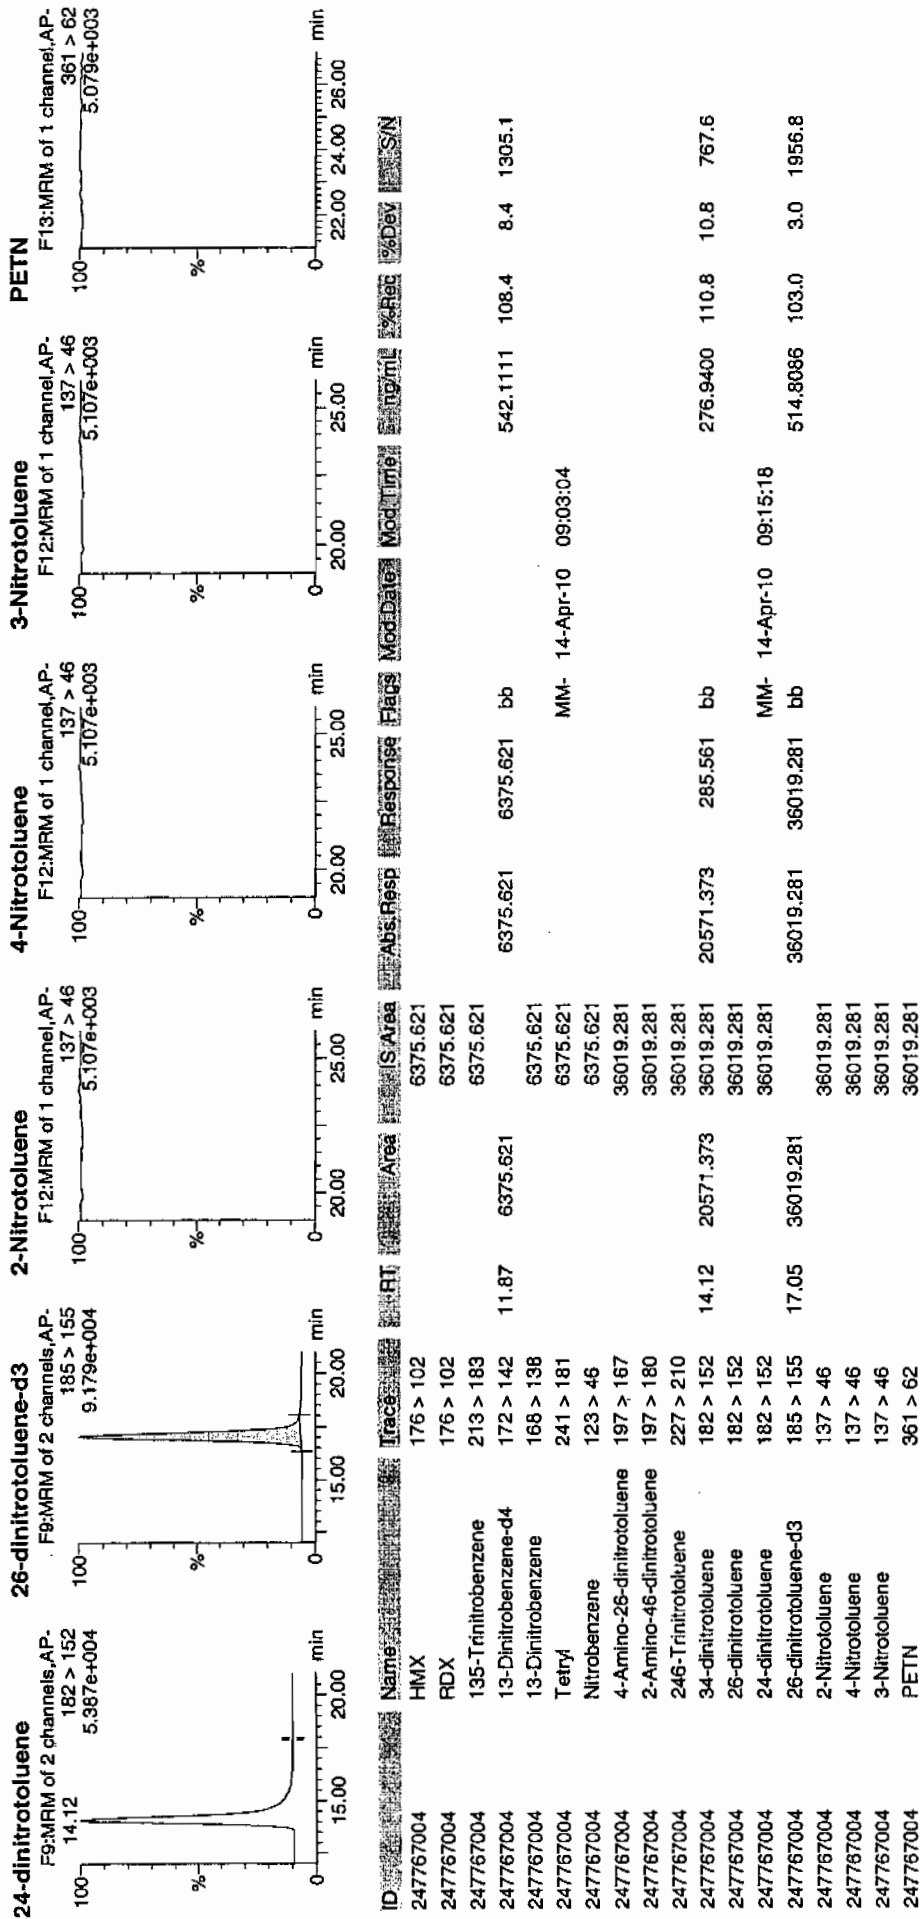 24-dinitrotoluene
F9:MRM of 2 channels,AP-
14.12 182 > 152
5.387e+004
100
%
0
15.00 20.00 min
26-dinitrotoluene-d3
F9:MRM of 2 channels,AP-
185 > 155
9.179e+004
100
%
0
15.00 20.00 min
2-Nitrotoluene
F12:MRM of 1 channel,AP-
137 > 46
5.107e+003
100
%
0
20.00 25.00 min
4-Nitrotoluene
F12:MRM of 1 channel,AP-
137 > 46
5.107e+003
100
%
0
20.00 25.00 min
3-Nitrotoluene
F12:MRM of 1 channel,AP-
137 > 46
5.107e+003
100
%
0
20.00 25.00 min
PETN
F13:MRM of 1 channel,AP-
361 > 62
5.079e+003
100
%
0
22.00 24.00 26.00 min
ID Name Trace RT Area IS Area Abs.Resp Response Flags Mod.Date Mod.Time ng/mL %Rec %Dev S/N
247767004 HMX 176 > 102 6375.621
247767004 RDX 176 > 102 6375.621
247767004 135-Trinitrobenzene 213 > 183 6375.621
247767004 13-Dinitrobenzene-d4 172 > 142 11.87 6375.621 6375.621 6375.621 bb 542.1111 108.4 8.4 1305.1
247767004 13-Dinitrobenzene 168 > 138 6375.621
247767004 Tetryl 241 > 181 6375.621 MM- 14-Apr-10 09:03:04
247767004 Nitrobenzene 123 > 46 6375.621
247767004 4-Amino-26-dinitrotoluene 197 > 167 36019.281
247767004 2-Amino-46-dinitrotoluene 197 > 180 36019.281
247767004 246-Trinitrotoluene 227 > 210 36019.281
247767004 34-dinitrotoluene 182 > 152 14.12 20571.373 36019.281 20571.373 285.561 bb 276.9400 110.8 10.8 767.6
247767004 26-dinitrotoluene 182 > 152 36019.281
247767004 24-dinitrotoluene 182 > 152 36019.281 MM- 14-Apr-10 09:15:18
247767004 26-dinitrotoluene-d3 185 > 155 17.05 36019.281 36019.281 36019.281 bb 514.8086 103.0 3.0 1956.8
247767004 2-Nitrotoluene 137 > 46 36019.281
247767004 4-Nitrotoluene 137 > 46 36019.281
247767004 3-Nitrotoluene 137 > 46 36019.281
247767004 PETN 361 > 62 36019.281